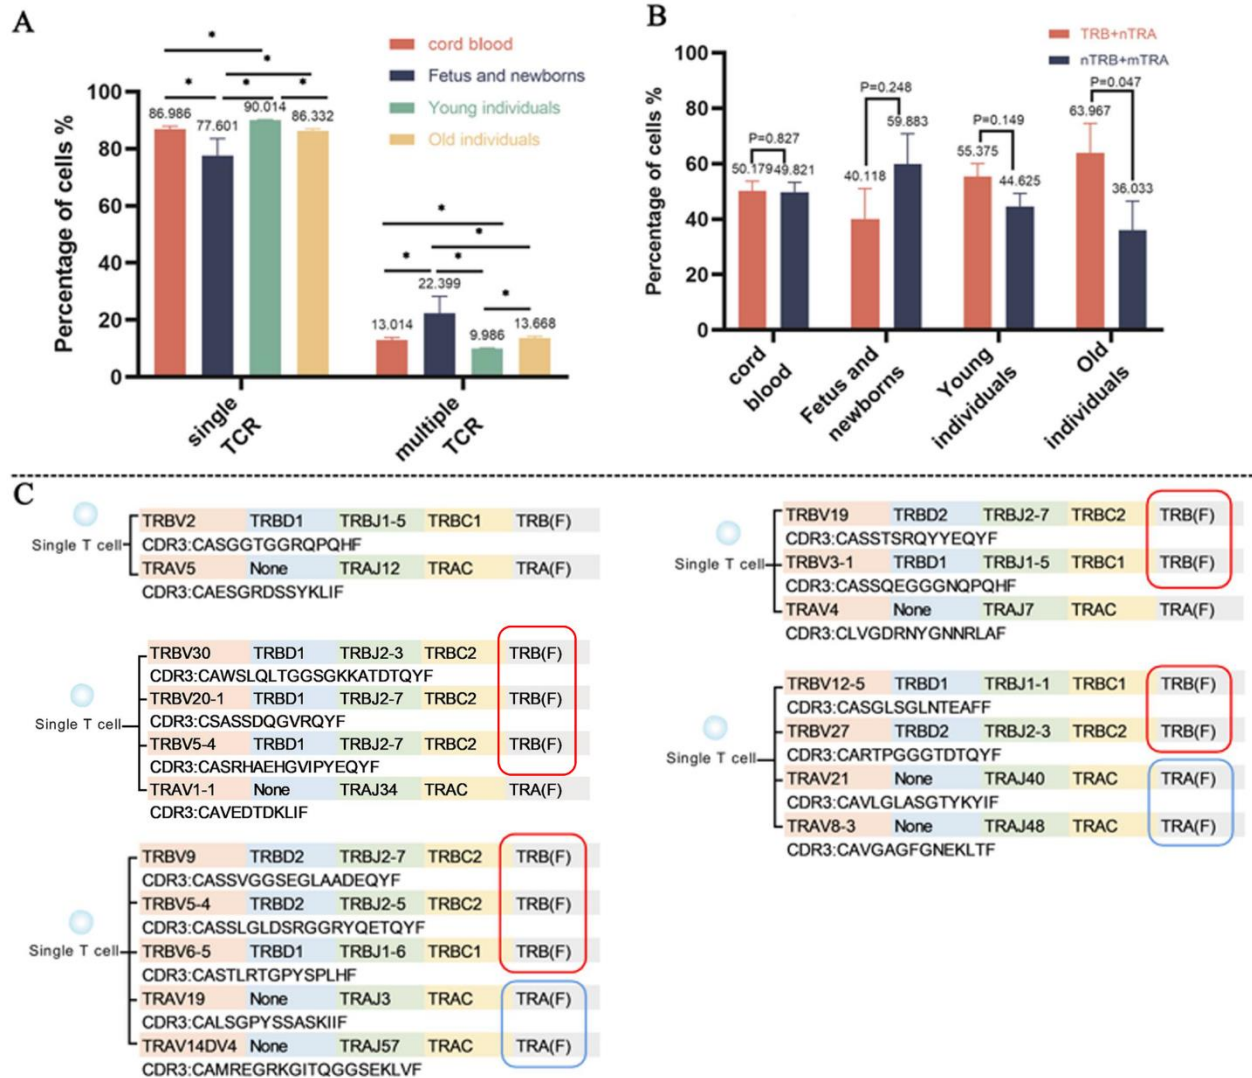 A
cord blood
Fetus and newborns
Young individuals
Old individuals
Percentage of cells %
100
80
60
40
20
0
*
*
*
*
*
86.986
77.601
90.014
86.332
*
*
*
*
*
13.014
22.399
9.986
13.668
single
TCR
multiple
TCR
B
TRB+nTRA
nTRB+mTRA
Percentage of cells %
100
80
60
40
20
0
P=0.827
50.179
49.821
P=0.248
40.118
59.883
P=0.149
55.375
44.625
P=0.047
63.967
36.033
cord
blood
Fetus and
newborns
Young
individuals
Old
individuals
C
Single T cell
TRBV2 TRBD1 TRBJ1-5 TRBC1 TRB(F)
CDR3:CASGGTGGRQPQHF
TRAV5 None TRAJ12 TRAC TRA(F)
CDR3:CAESGRDSSYKLIF
Single T cell
TRBV30 TRBD1 TRBJ2-3 TRBC2 TRB(F)
CDR3:CAWSLQLTGGSGKKATDTQYF
TRBV20-1 TRBD1 TRBJ2-7 TRBC2 TRB(F)
CDR3:CSASSDQGVRQYF
TRBV5-4 TRBD1 TRBJ2-7 TRBC2 TRB(F)
CDR3:CASRHAEHGVIPYEQYF
TRAV1-1 None TRAJ34 TRAC TRA(F)
CDR3:CAVEDTDKLIF
Single T cell
TRBV9 TRBD2 TRBJ2-7 TRBC2 TRB(F)
CDR3:CASSVGGSEGLAADEQYF
TRBV5-4 TRBD2 TRBJ2-5 TRBC2 TRB(F)
CDR3:CASSLGLDSRGGRYQETQYF
TRBV6-5 TRBD1 TRBJ1-6 TRBC1 TRB(F)
CDR3:CASTLRTGPYSPLHF
TRAV19 None TRAJ3 TRAC TRA(F)
CDR3:CALSGPYSSASKIIF
TRAV14DV4 None TRAJ57 TRAC TRA(F)
CDR3:CAMREGRKGITQGGSEKLVF
Single T cell
TRBV19 TRBD2 TRBJ2-7 TRBC2 TRB(F)
CDR3:CASSTSRQYYEQYF
TRBV3-1 TRBD1 TRBJ1-5 TRBC1 TRB(F)
CDR3:CASSQEGGGNQPQHF
TRAV4 None TRAJ7 TRAC TRA(F)
CDR3:CLVGDRNYGNNRLAF
Single T cell
TRBV12-5 TRBD1 TRBJ1-1 TRBC1 TRB(F)
CDR3:CASGLSGLNTEAFF
TRBV27 TRBD2 TRBJ2-3 TRBC2 TRB(F)
CDR3:CARTPGGGTDTQYF
TRAV21 None TRAJ40 TRAC TRA(F)
CDR3:CAVLGLASGTYKYIF
TRAV8-3 None TRAJ48 TRAC TRA(F)
CDR3:CAVGAGFGNEKLTF